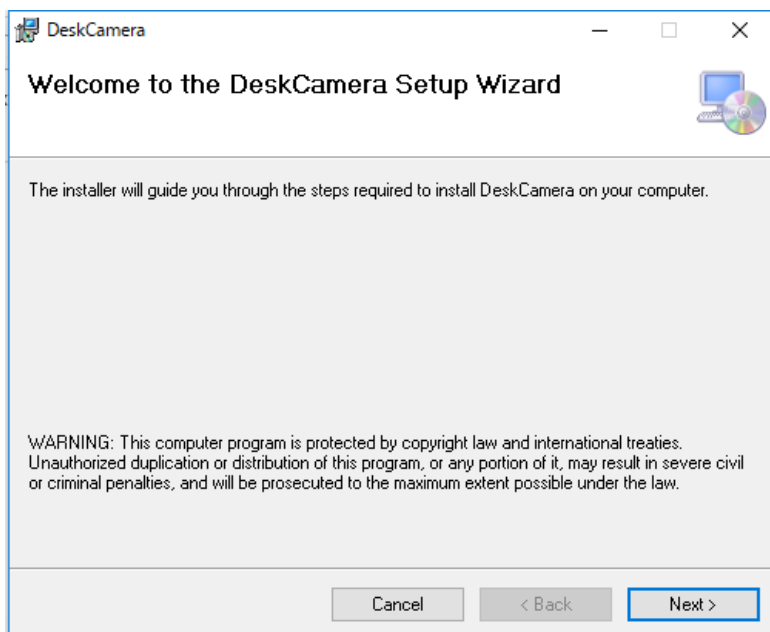 DeskCamera
Welcome to the DeskCamera Setup Wizard
The installer will guide you through the steps required to install DeskCamera on your computer.
WARNING: This computer program is protected by copyright law and international treaties.
Unauthorized duplication or distribution of this program, or any portion of it, may result in severe civil
or criminal penalties, and will be prosecuted to the maximum extent possible under the law.
Cancel
< Back
Next >